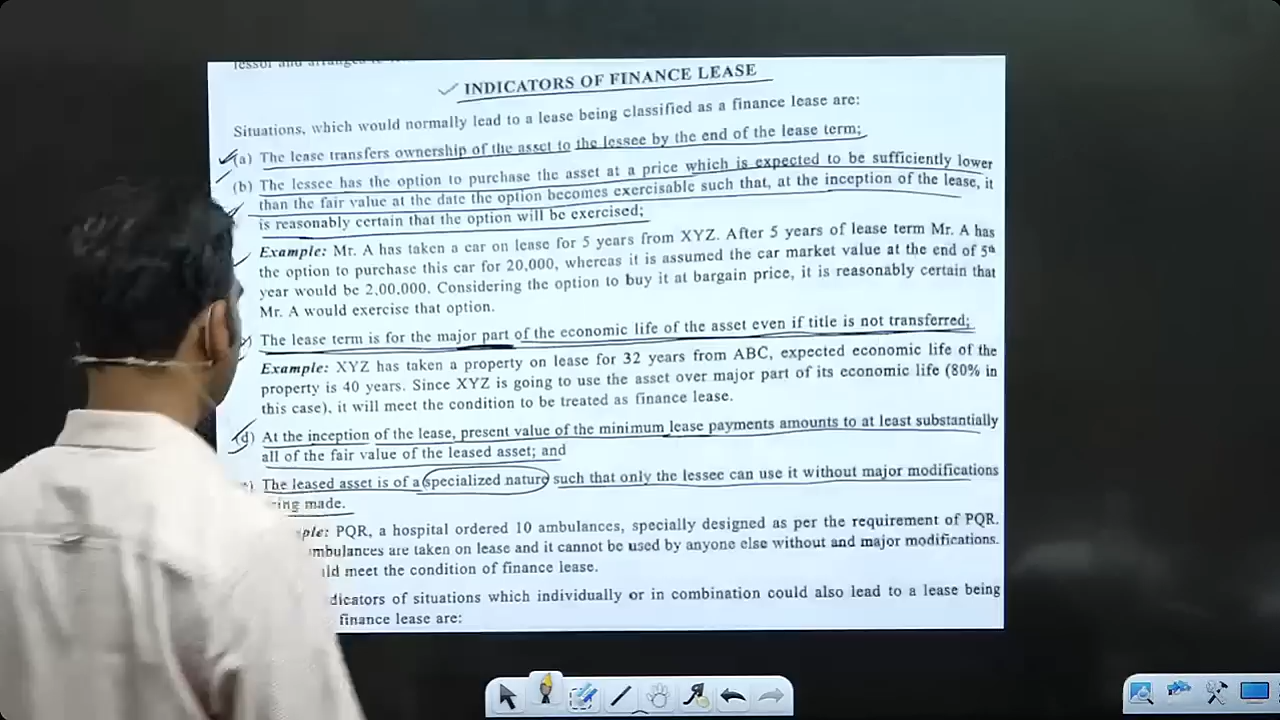 lessor and arranged
INDICATORS OF FINANCE LEASE
Situations, which would normally lead to a lease being classified as a finance lease are:
(a) The lease transfers ownership of the asset to the lessee by the end of the lease term;
(b) The lessee has the option to purchase the asset at a price which is expected to be sufficiently lower
than the fair value at the date the option becomes exercisable such that, at the inception of the lease, it
is reasonably certain that the option will be exercised;
Example: Mr. A has taken a car on lease for 5 years from XYZ. After 5 years of lease term Mr. A has
the option to purchase this car for 20,000, whereas it is assumed the car market value at the end of 5th
year would be 2,00,000. Considering the option to buy it at bargain price, it is reasonably certain that
Mr. A would exercise that option.
) The lease term is for the major part of the economic life of the asset even if title is not transferred;
Example: XYZ has taken a property on lease for 32 years from ABC, expected economic life of the
property is 40 years. Since XYZ is going to use the asset over major part of its economic life (80% in
this case), it will meet the condition to be treated as finance lease.
(d) At the inception of the lease, present value of the minimum lease payments amounts to at least substantially
all of the fair value of the leased asset; and
) The leased asset is of a specialized nature such that only the lessee can use it without major modifications
ing made.
ple: PQR, a hospital ordered 10 ambulances, specially designed as per the requirement of PQR.
mbulances are taken on lease and it cannot be used by anyone else without and major modifications.
ld meet the condition of finance lease.
dicators of situations which individually or in combination could also lead to a lease being
finance lease are: